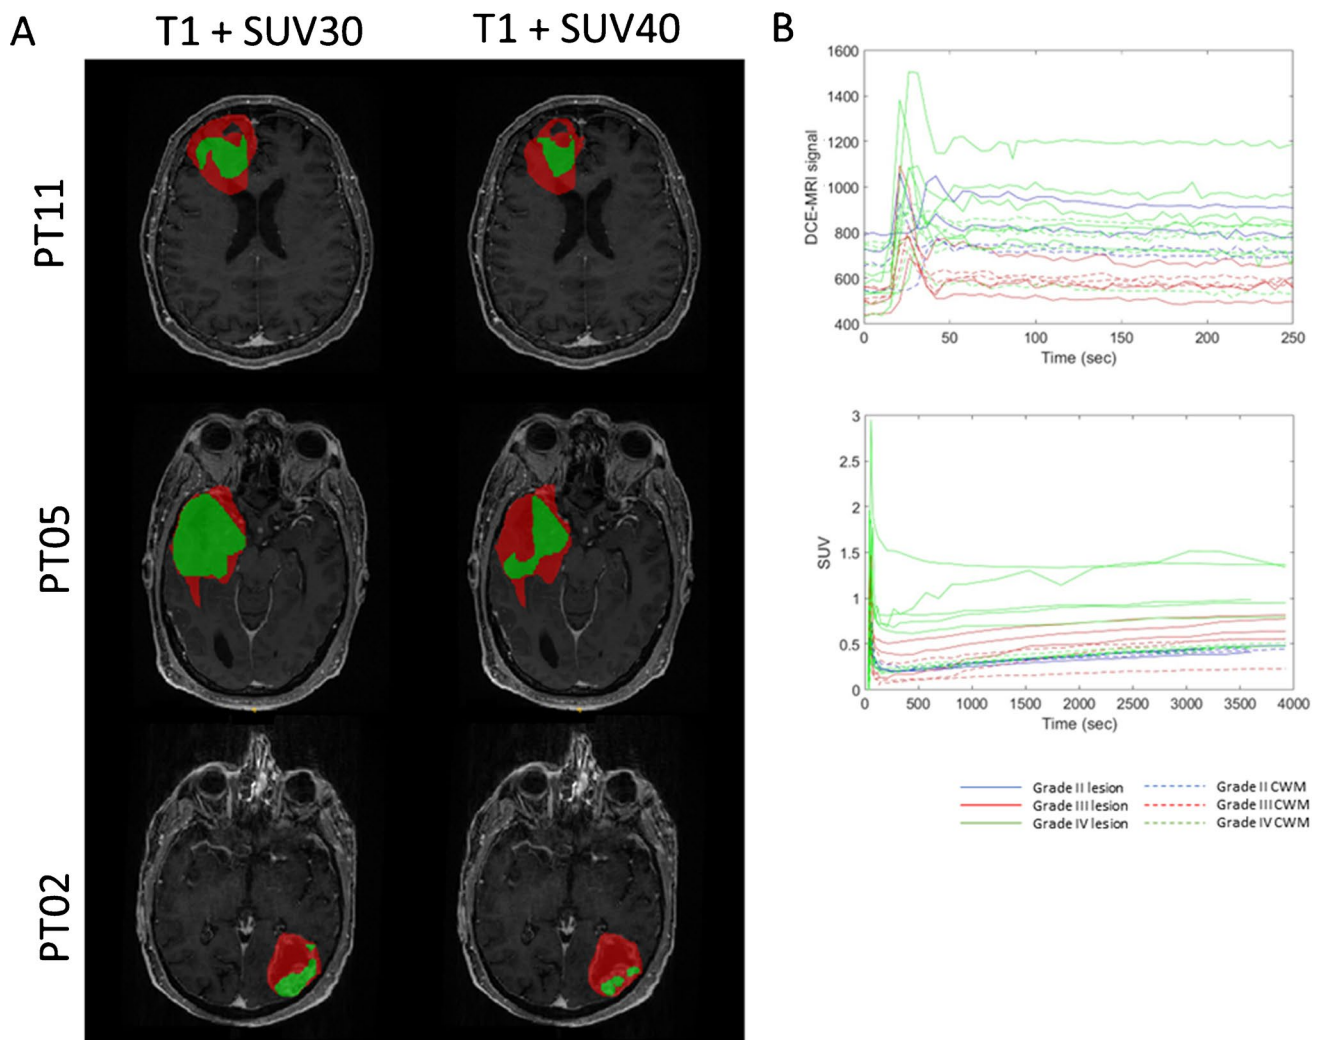 A
T1 + SUV30
T1 + SUV40
B
PT11
PT05
PT02
1600
1400
1200
1000
800
600
400
DCE-MRI signal
0
50
100
150
200
250
Time (sec)
3
2.5
2
1.5
1
0.5
0
SUV
0
500
1000
1500
2000
2500
3000
3500
4000
Time (sec)
Grade II lesion
Grade II CWM
Grade III lesion
Grade III CWM
Grade IV lesion
Grade IV CWM